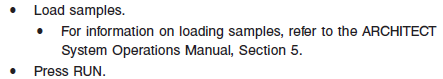 • Load samples.
• For information on loading samples, refer to the ARCHITECT
System Operations Manual, Section 5.
• Press RUN.